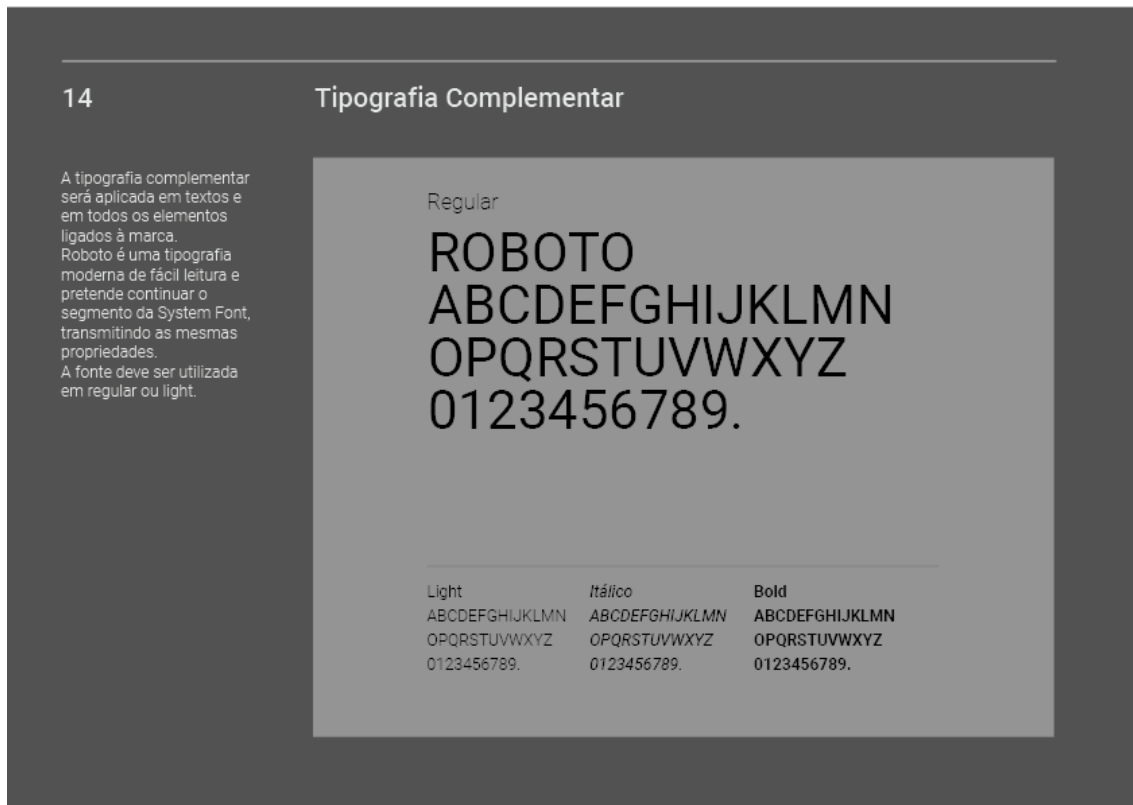 14
Tipografia Complementar
A tipografia complementar
será aplicada em textos e
em todos os elementos
ligados à marca.
Roboto é uma tipografia
moderna de fácil leitura e
pretende continuar o
segmento da System Font,
transmitindo as mesmas
propriedades.
A fonte deve ser utilizada
em regular ou light.
Regular
ROBOTO
ABCDEFGHIJKLMN
OPQRSTUVWXYZ
0123456789.
Light
ABCDEFGHIJKLMN
OPQRSTUVWXYZ
0123456789.
Itálico
ABCDEFGHIJKLMN
OPQRSTUVWXYZ
0123456789.
Bold
ABCDEFGHIJKLMN
OPQRSTUVWXYZ
0123456789.